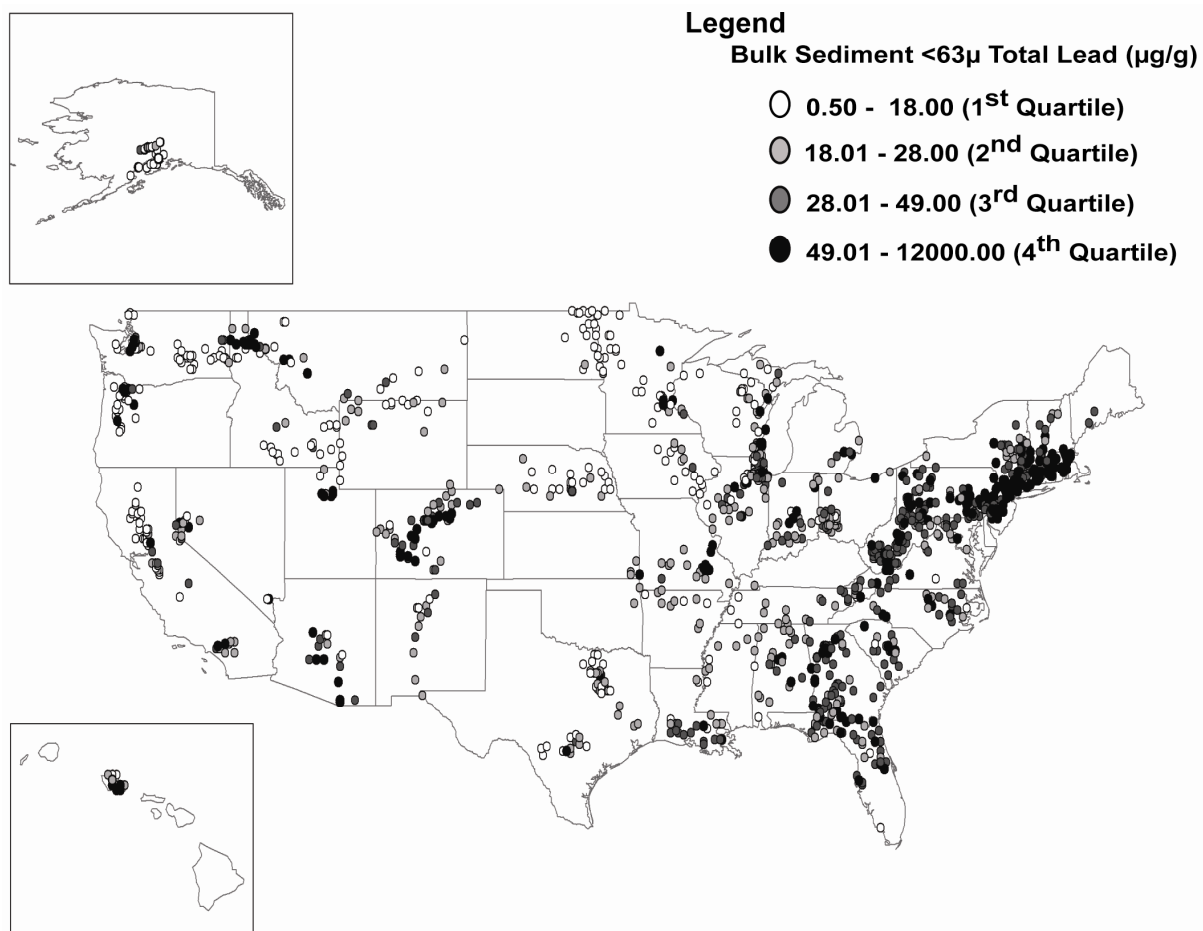 Legend
Bulk Sediment <63µ Total Lead (µg/g)
0.50 - 18.00 (1st Quartile)
18.01 - 28.00 (2nd Quartile)
28.01 - 49.00 (3rd Quartile)
49.01 - 12000.00 (4th Quartile)